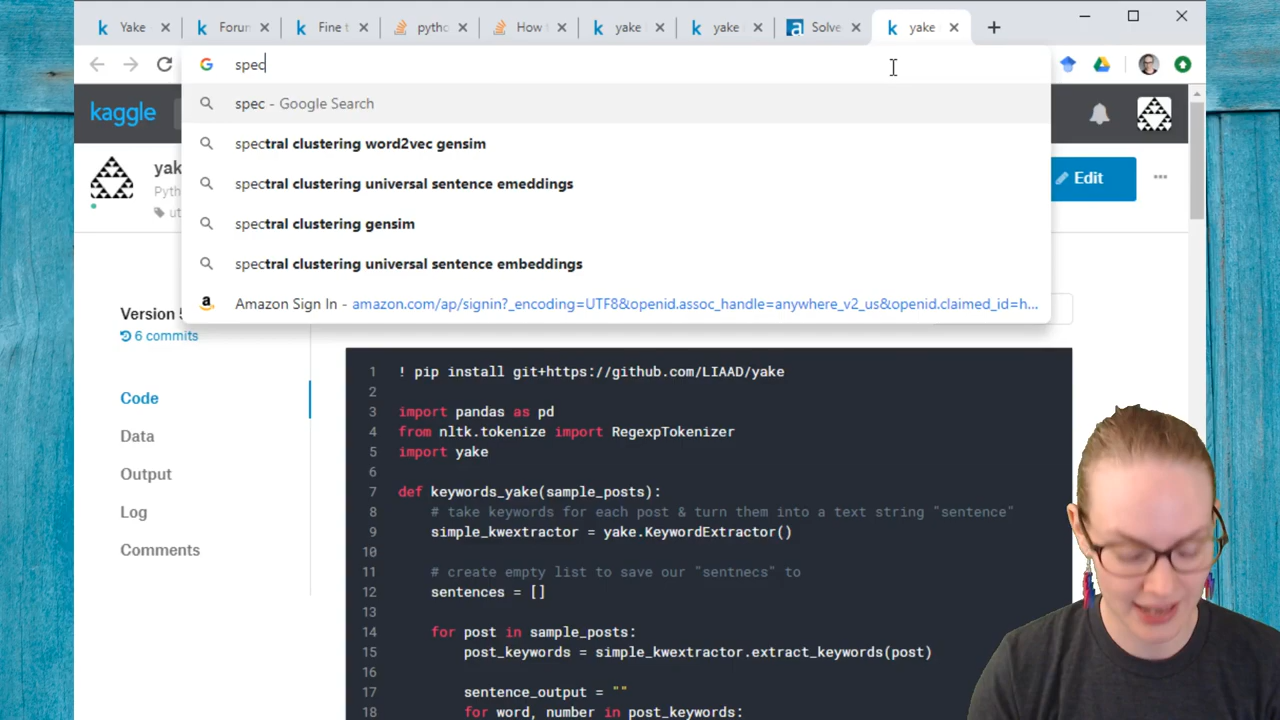 Yake
Forun
Fine t
pytho
How t
yake
yake
Solve
yake
spec
spec - Google Search
spectral clustering word2vec gensim
spectral clustering universal sentence emeddings
spectral clustering gensim
spectral clustering universal sentence embeddings
Amazon Sign In - amazon.com/ap/signin?_encoding=UTF8&openid.assoc_handle=anywhere_v2_us&openid.claimed_id=h...
kaggle
yak
Pyth
ut
Edit
Version 5
6 commits
Code
Data
Output
Log
Comments
1 ! pip install git+https://github.com/LIAAD/yake
2
3 import pandas as pd
4 from nltk.tokenize import RegexpTokenizer
5 import yake
6
7 def keywords_yake(sample_posts):
8 # take keywords for each post & turn them into a text string "sentence"
9 simple_kwextractor = yake.KeywordExtractor()
10
11 # create empty list to save our "sentnecs" to
12 sentences = []
13
14 for post in sample_posts:
15 post_keywords = simple_kwextractor.extract_keywords(post)
16
17 sentence_output = ""
18 for word, number in post_keywords: